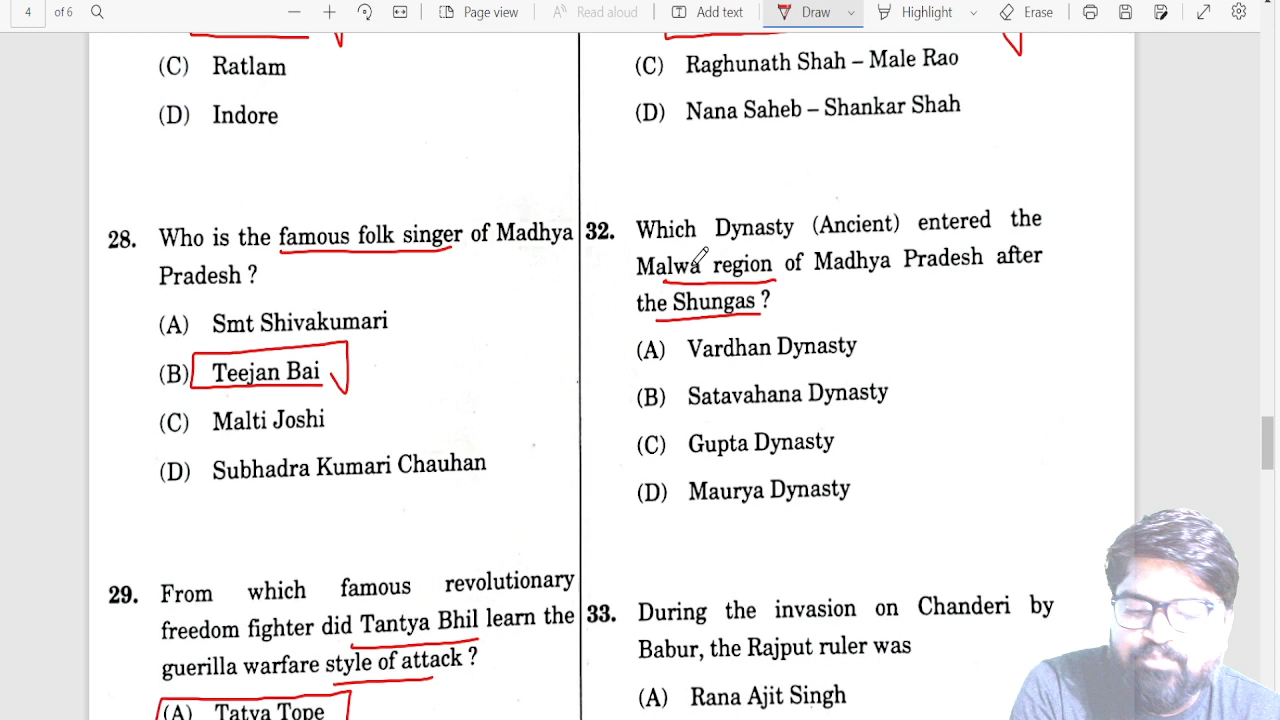 4 of 6 Page view Read aloud Add text Draw Highlight Erase
(C) Ratlam
(D) Indore
28. Who is the famous folk singer of Madhya
Pradesh ?
(A) Smt Shivakumari
(B) Teejan Bai
(C) Malti Joshi
(D) Subhadra Kumari Chauhan
29. From which famous revolutionary
freedom fighter did Tantya Bhil learn the
guerilla warfare style of attack ?
(A) Tatya Tope
(C) Raghunath Shah – Male Rao
(D) Nana Saheb – Shankar Shah
32. Which Dynasty (Ancient) entered the
Malwa region of Madhya Pradesh after
the Shungas ?
(A) Vardhan Dynasty
(B) Satavahana Dynasty
(C) Gupta Dynasty
(D) Maurya Dynasty
33. During the invasion on Chanderi by
Babur, the Rajput ruler was
(A) Rana Ajit Singh